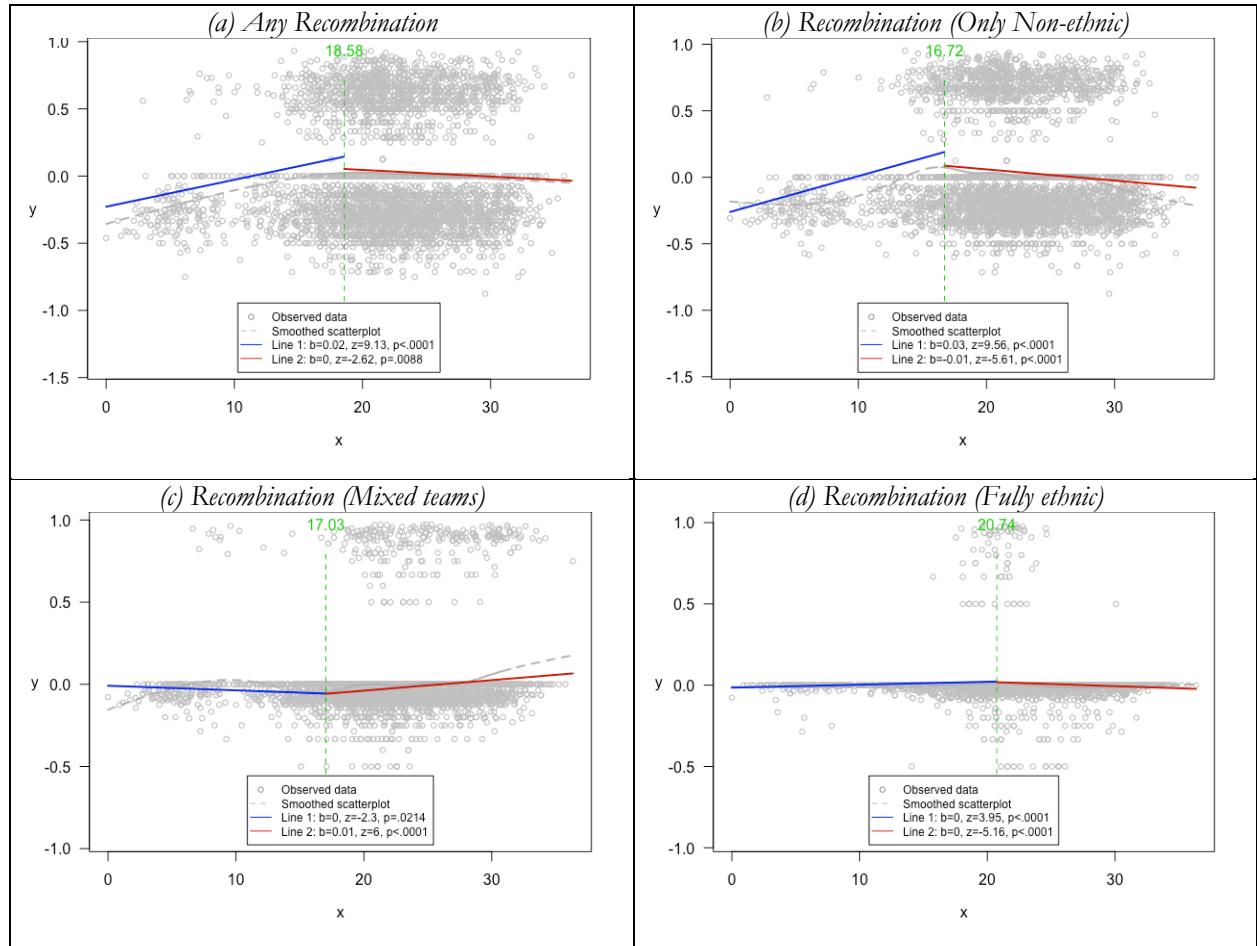 (a) Any Recombination
18.58
1.0
0.5
0.0
y
-0.5
-1.0
-1.5
Observed data
Smoothed scatterplot
Line 1: b=0.02, z=9.13, p<.0001
Line 2: b=0, z=-2.62, p=.0088
0 10 20 30
x
(b) Recombination (Only Non-ethnic)
16.72
1.0
0.5
0.0
y
-0.5
-1.0
-1.5
Observed data
Smoothed scatterplot
Line 1: b=0.03, z=9.56, p<.0001
Line 2: b=-0.01, z=-5.61, p<.0001
0 10 20 30
x
(c) Recombination (Mixed teams)
17.03
1.0
0.5
0.0
y
-0.5
-1.0
Observed data
Smoothed scatterplot
Line 1: b=0, z=-2.3, p=.0214
Line 2: b=0.01, z=6, p<.0001
0 10 20 30
x
(d) Recombination (Fully ethnic)
20.74
1.0
0.5
0.0
y
-0.5
-1.0
Observed data
Smoothed scatterplot
Line 1: b=0, z=3.95, p<.0001
Line 2: b=0, z=-5.16, p<.0001
0 10 20 30
x